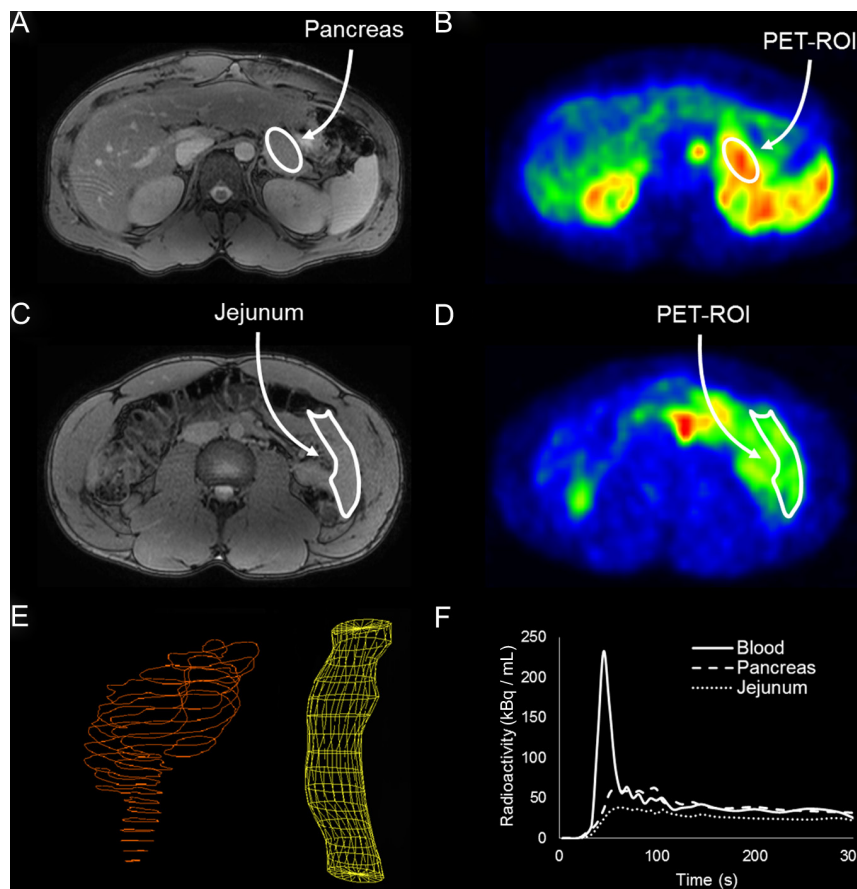 A
Pancreas
B
PET-ROI
C
Jejunum
D
PET-ROI
E
F
Radioactivity (kBq / mL)
250
200
150
100
50
0
Blood
Pancreas
Jejunum
0
100
200
300
Time (s)